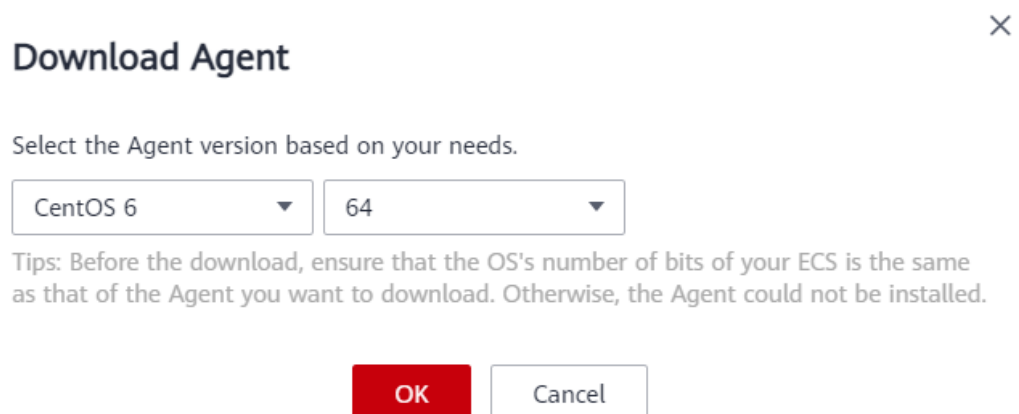 Download Agent
Select the Agent version based on your needs.
CentOS 6 64
Tips: Before the download, ensure that the OS's number of bits of your ECS is the same
as that of the Agent you want to download. Otherwise, the Agent could not be installed.
OK Cancel